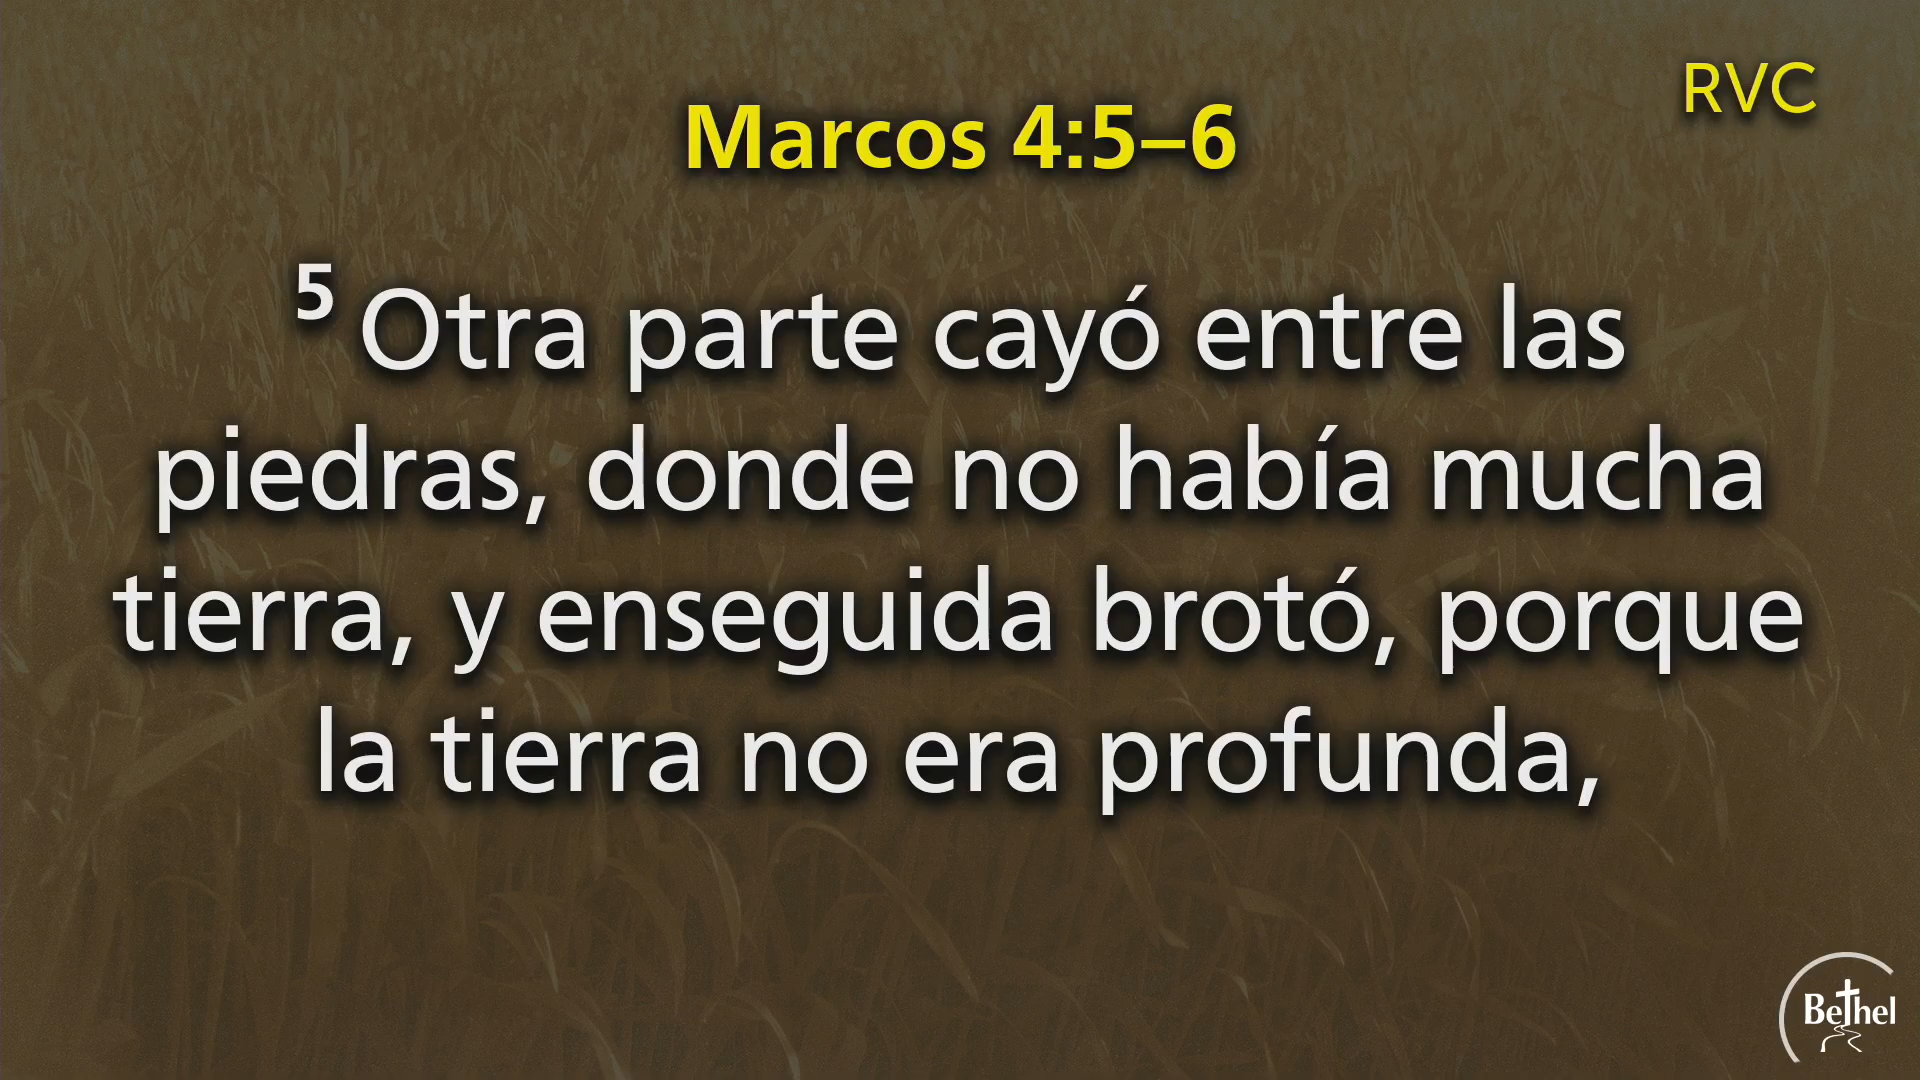 RVC
Marcos 4:5–6
5 Otra parte cayó entre las
piedras, donde no había mucha
tierra, y enseguida brotó, porque
la tierra no era profunda,
Bethel